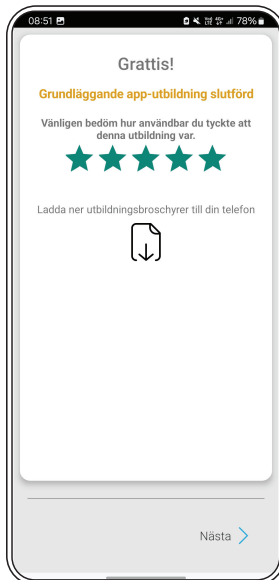 08:51 78%
Grattis!
Grundläggande app-utbildning slutförd
Vänligen bedöm hur användbar du tyckte att
denna utbildning var.
Ladda ner utbildningsbroschyrer till din telefon
Nästa